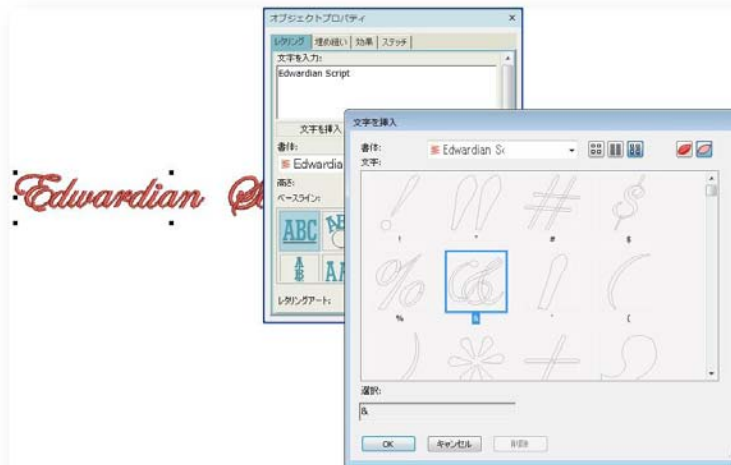 オブジェクトプロパティ
レタリング 埋め縫い 効果 ステッチ
文字を入力:
Edwardian Script
文字を挿入
書体:
Edwardia
高さ:
ベースライン:
ABC
レタリングアート:
Edwardian S
文字を挿入
書体:
Edwardian Sc
文字:
! " # $
% & ' (
選択:
&
OK キャンセル 削除